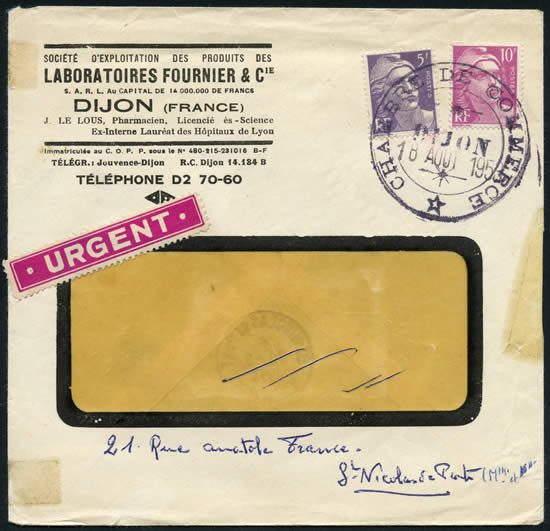 SOCIÉTÉ D'EXPLOITATION DES PRODUITS DES
LABORATOIRES FOURNIER & CIE
S. A. R. L. AU CAPITAL DE 14 000.000 DE FRANCS
DIJON (FRANCE)
J. LE LOUS, Pharmacien, Licencié ès-Science
Ex-Interne Lauréat des Hôpitaux de Lyon
Immatriculée au C. O. P. P. sous le N° 480-215-231016 B-F
TÉLÉGR.: Jouvence-Dijon R.C. Dijon 14.184 B
TÉLÉPHONE D2 70-60
· URGENT ·
5F
POSTES
10F
RF
CHAMBRE DE COMMERCE
DIJON
18 AOUT 195
21. Rue anatole France.
St Nicolas de Port